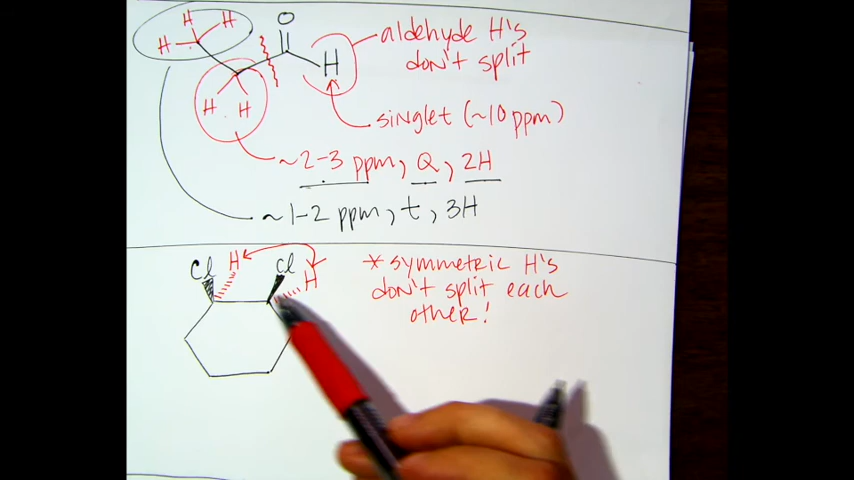 H H O
H
H
H H
aldehyde H's
don't split
singlet (~10 ppm)
~2-3 ppm, Q, 2H
~1-2 ppm, t, 3H
Cl H Cl
H
*symmetric H's
don't split each
other!